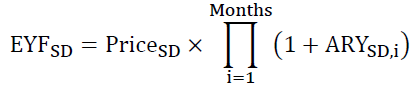 EYF_SD = Price_SD × ∏_{i=1}^{Months} (1 + ARY_SD,i)